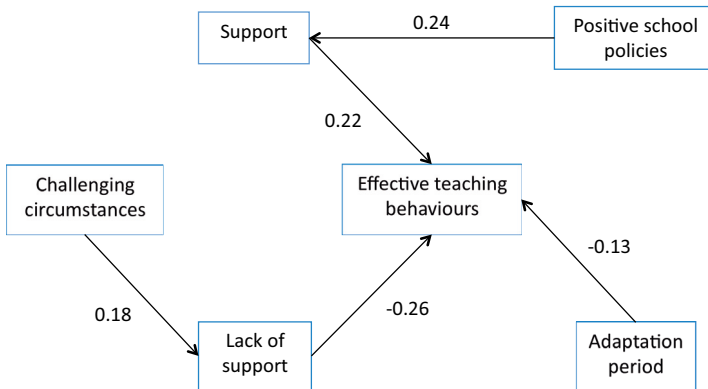 0.24
Support
Positive school
policies
0.22
Challenging
circumstances
Effective teaching
behaviours
-0.13
0.18
-0.26
Lack of
support
Adaptation
period